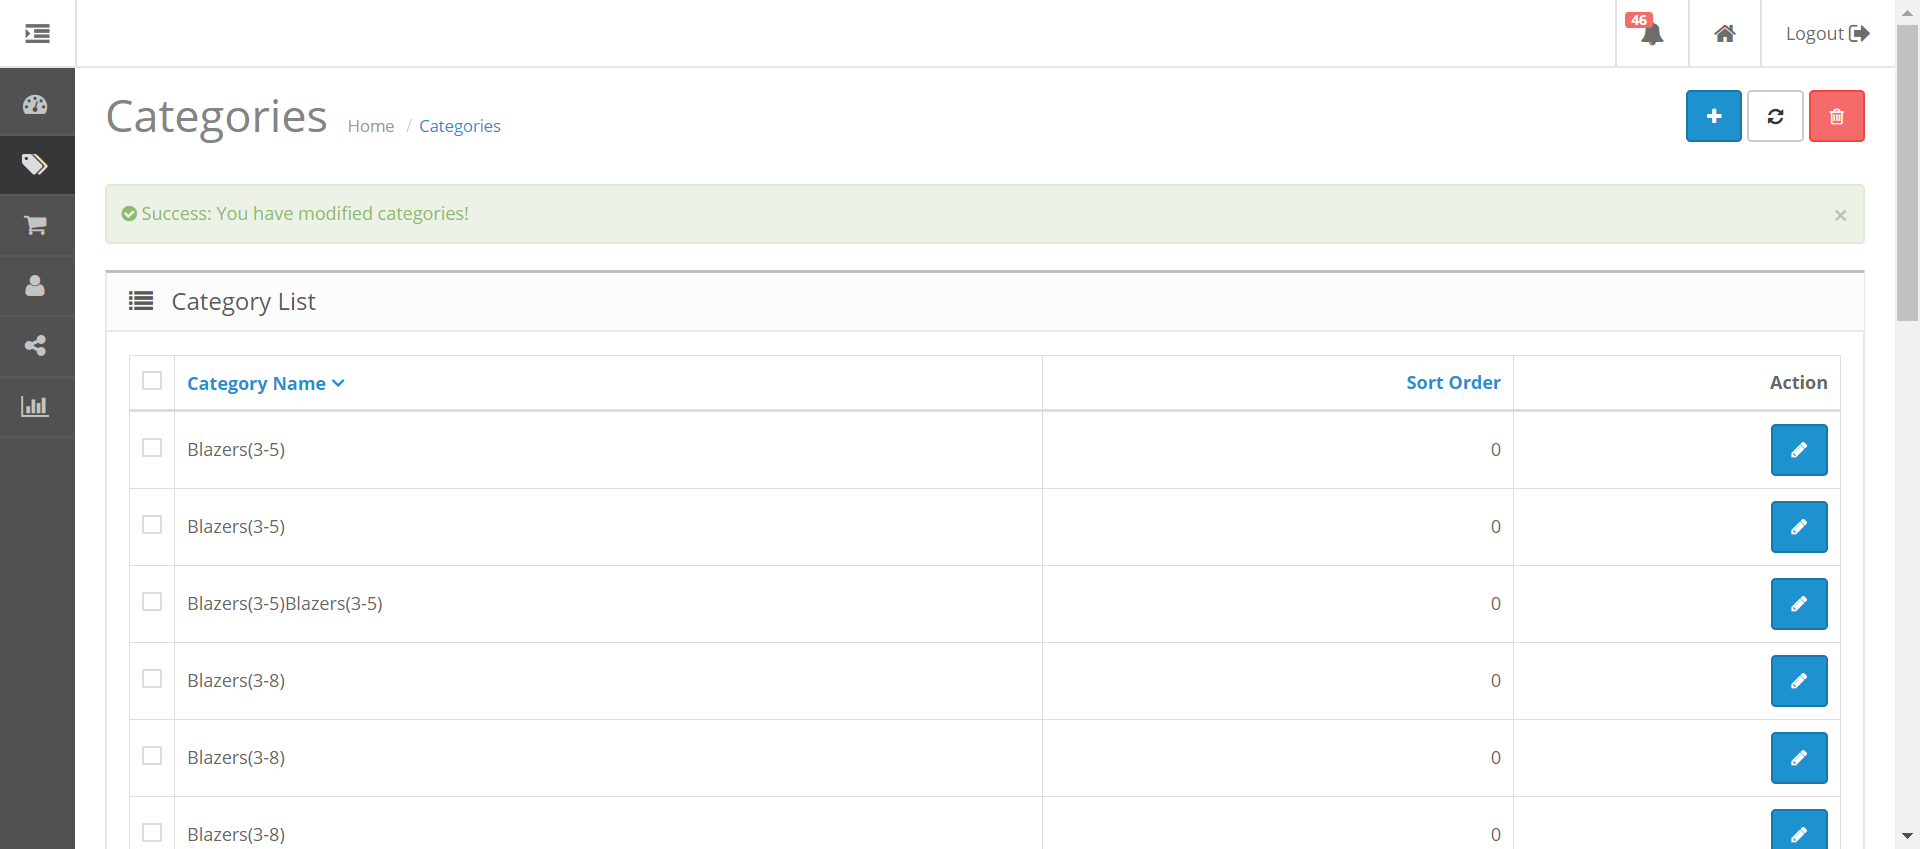 46
Logout
Categories
Home / Categories
Success: You have modified categories!
×
Category List
Category Name
Sort Order
Action
Blazers(3-5)
0
Blazers(3-5)
0
Blazers(3-5)Blazers(3-5)
0
Blazers(3-8)
0
Blazers(3-8)
0
Blazers(3-8)
0